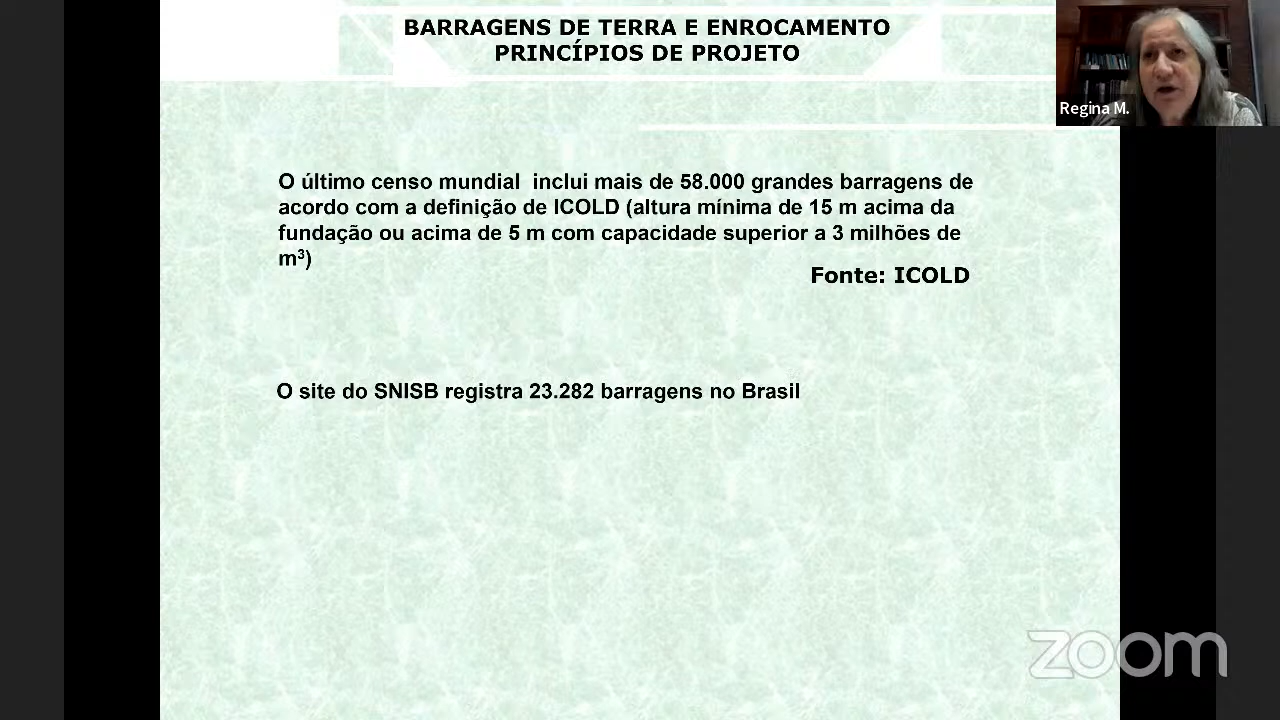 BARRAGENS DE TERRA E ENROCAMENTO
PRINCÍPIOS DE PROJETO
Regina M.
O último censo mundial  inclui mais de 58.000 grandes barragens de
acordo com a definição de ICOLD (altura mínima de 15 m acima da
fundação ou acima de 5 m com capacidade superior a 3 milhões de
m³)
Fonte: ICOLD
O site do SNISB registra 23.282 barragens no Brasil
zoom